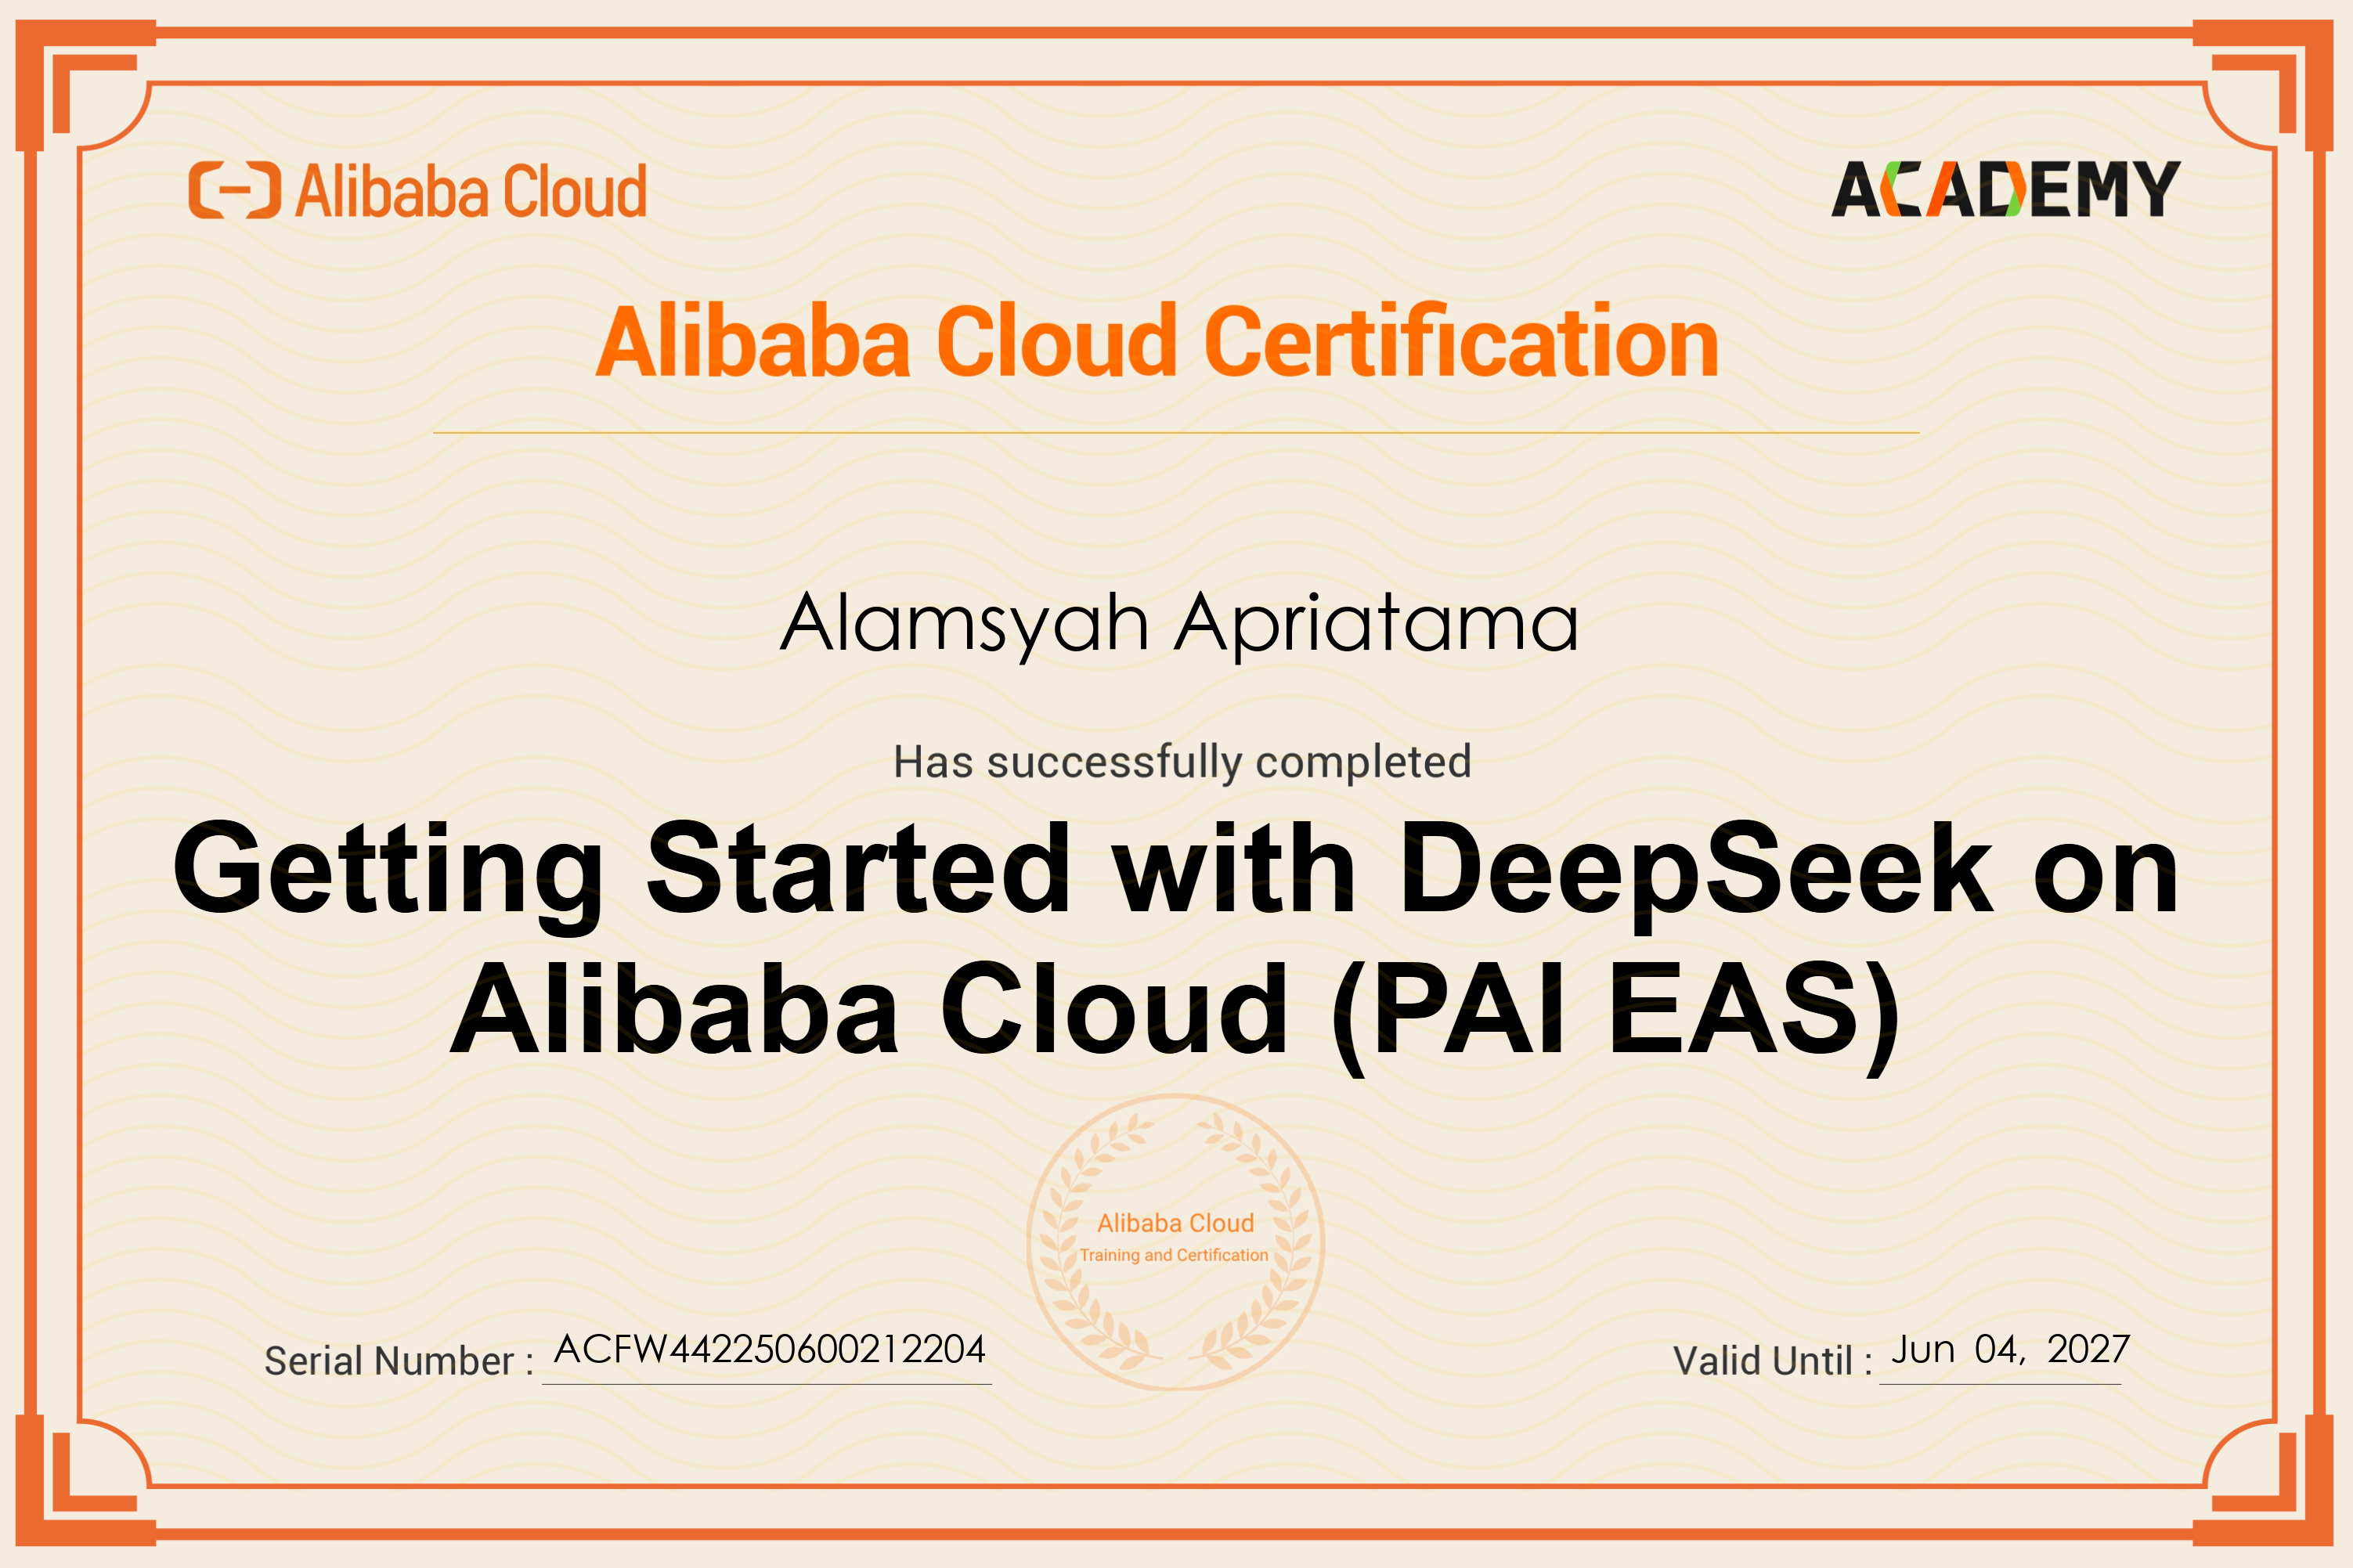 Alibaba Cloud
ACADEMY
Alibaba Cloud Certification
Alamsyah Apriatama
Has successfully completed
Getting Started with DeepSeek on
Alibaba Cloud (PAI EAS)
Alibaba Cloud
Training and Certification
Serial Number : ACFW442250600212204
Valid Until : Jun 04, 2027